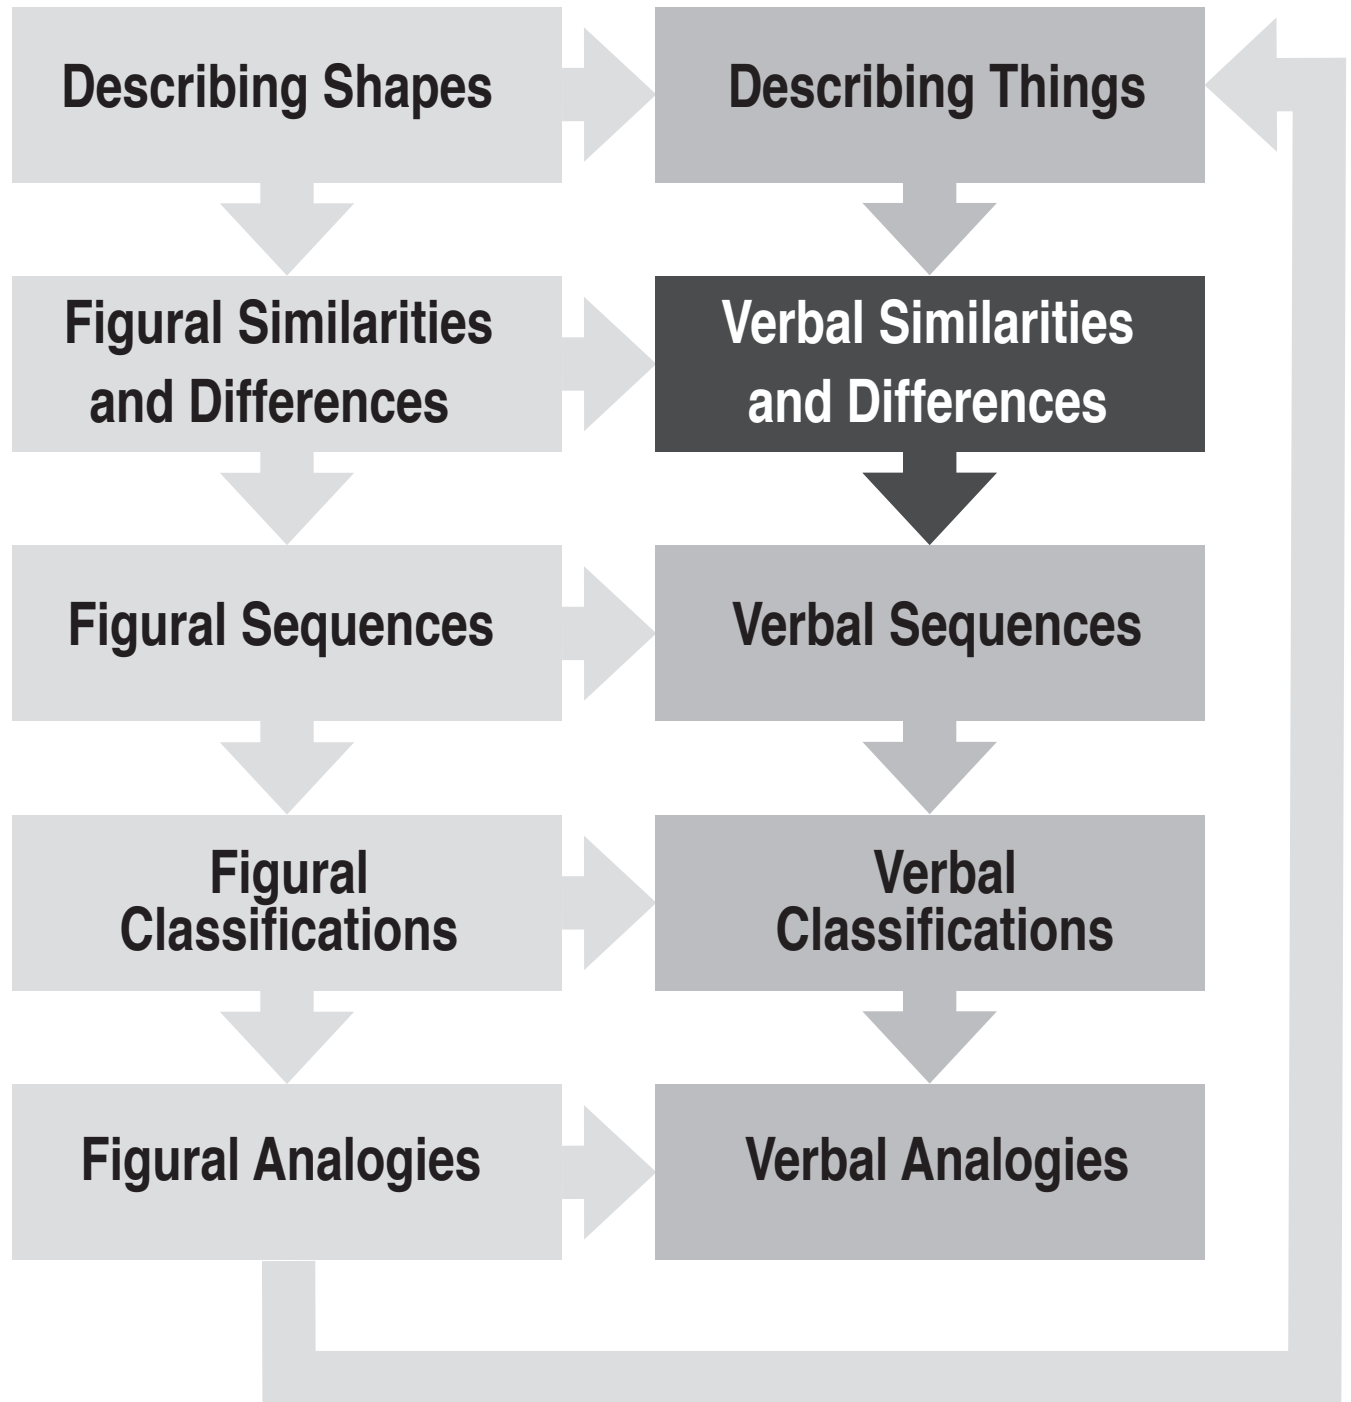 Describing Shapes
Describing Things
Figural Similarities
and Differences
Verbal Similarities
and Differences
Figural Sequences
Verbal Sequences
Figural
Classifications
Verbal
Classifications
Figural Analogies
Verbal Analogies